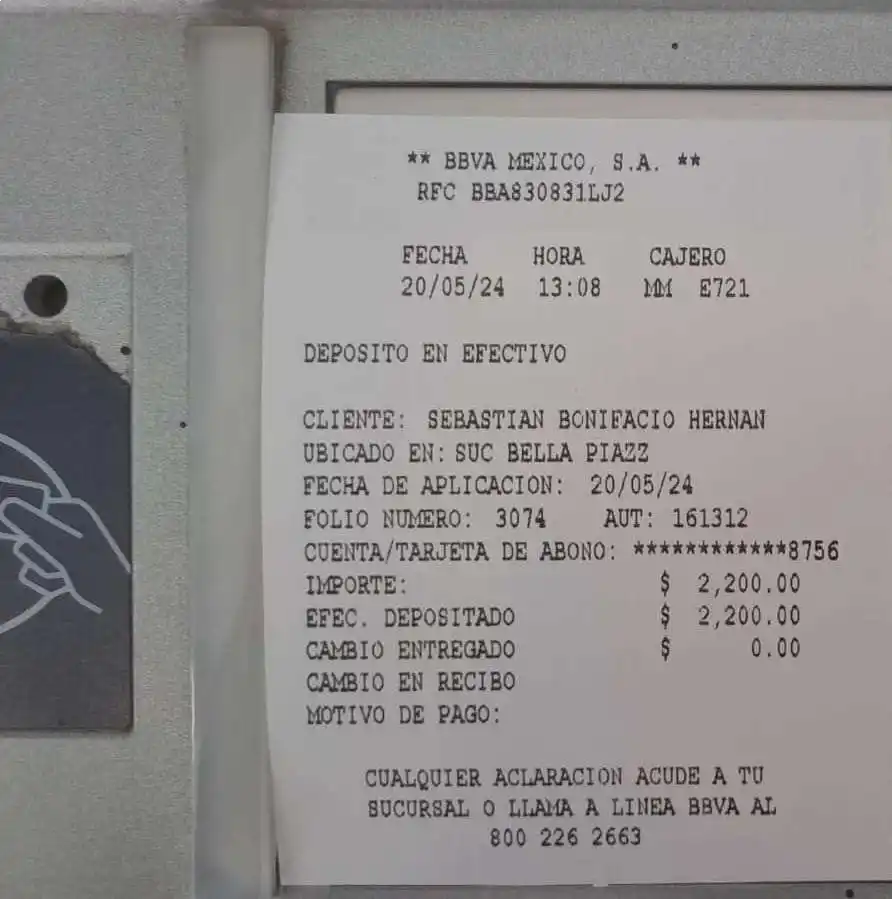 ** BBVA MEXICO, S.A. **
RFC BBA830831LJ2
FECHA HORA CAJERO
20/05/24 13:08 MM E721
DEPOSITO EN EFECTIVO
CLIENTE: SEBASTIAN BONIFACIO HERNAN
UBICADO EN: SUC BELLA PIAZZ
FECHA DE APLICACION: 20/05/24
FOLIO NUMERO: 3074 AUT: 161312
CUENTA/TARJETA DE ABONO: ************8756
IMPORTE: $ 2,200.00
EFEC. DEPOSITADO $ 2,200.00
CAMBIO ENTREGADO $ 0.00
CAMBIO EN RECIBO
MOTIVO DE PAGO:
CUALQUIER ACLARACION ACUDE A TU
SUCURSAL O LLAMA A LINEA BBVA AL
800 226 2663